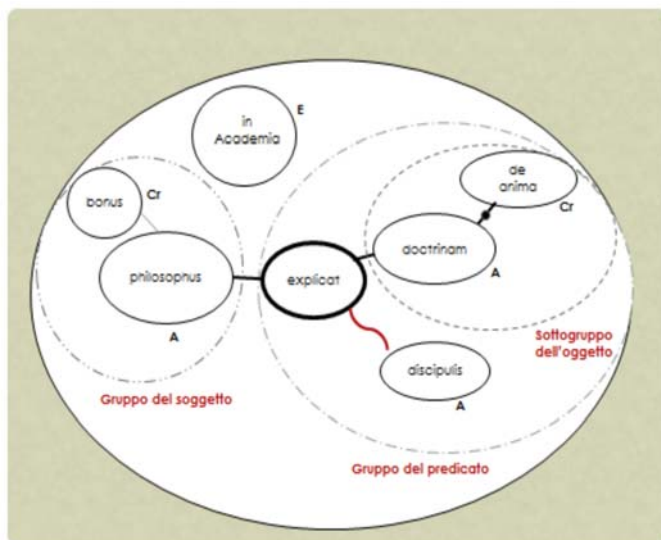 in
Academia
E
bonus
Cr
philosophus
A
explicat
de
anima
Cr
doctrinam
A
Sottogruppo
dell'oggetto
discipulis
A
Gruppo del soggetto
Gruppo del predicato